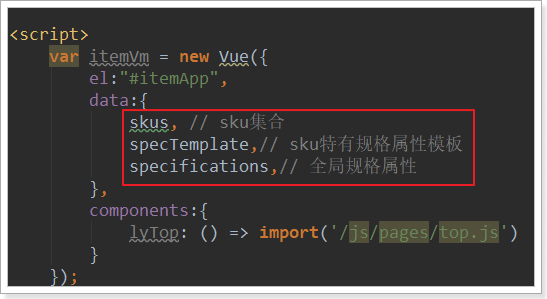 <script>
var itemVm = new Vue({
el:"#itemApp",
data:{
skus, // sku集合
specTemplate,// sku特有规格属性模板
specifications,// 全局规格属性
},
components:{
lyTop: () => import('/js/pages/top.js')
}
});